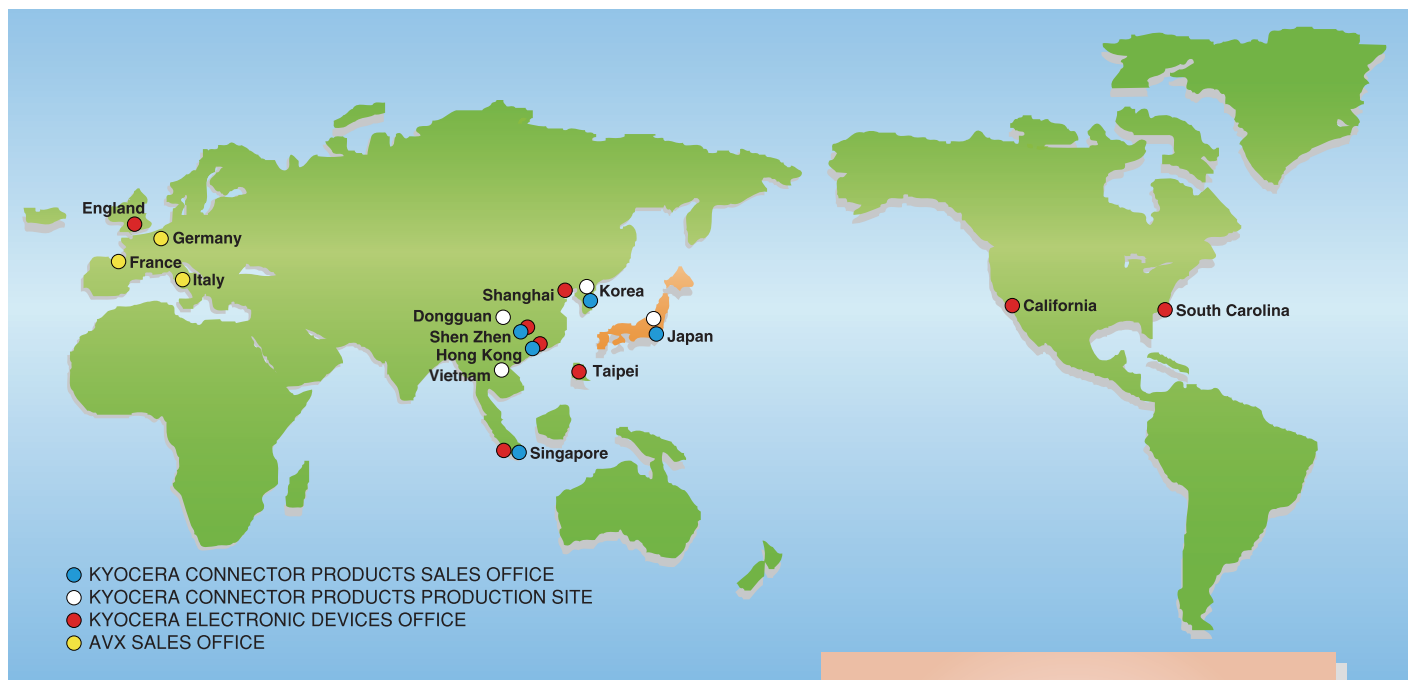 England
Germany
France
Italy
Shanghai
Korea
Dongguan
Shen Zhen
Hong Kong
Vietnam
Japan
Taipei
Singapore
California
South Carolina
KYOCERA CONNECTOR PRODUCTS SALES OFFICE
KYOCERA CONNECTOR PRODUCTS PRODUCTION SITE
KYOCERA ELECTRONIC DEVICES OFFICE
AVX SALES OFFICE